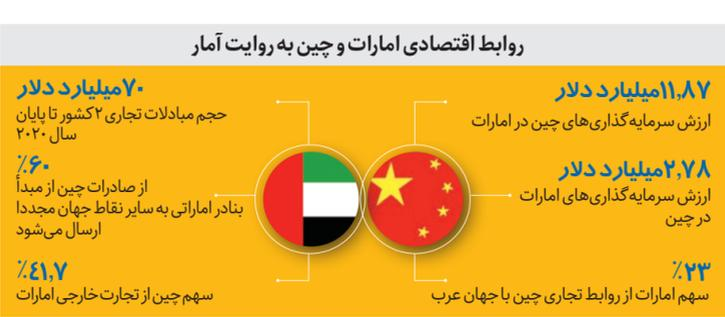 روابط اقتصادی امارات و چین به روایت آمار
۱۱,۸۷میلیارد دلار
ارزش سرمایه‌گذاری‌های چین در امارات
۲,۷۸میلیارد دلار
ارزش سرمایه‌گذاری‌های امارات
در چین
۲۳٪
سهم امارات از روابط تجاری چین با جهان عرب
۷۰میلیارد دلار
حجم مبادلات تجاری ۲کشور تا پایان
سال ۲۰۲۰
۶۰٪
از صادرات چین از مبدأ
بنادر اماراتی به سایر نقاط جهان مجددا
ارسال می‌شود
۴۱,۷٪
سهم چین از تجارت خارجی امارات